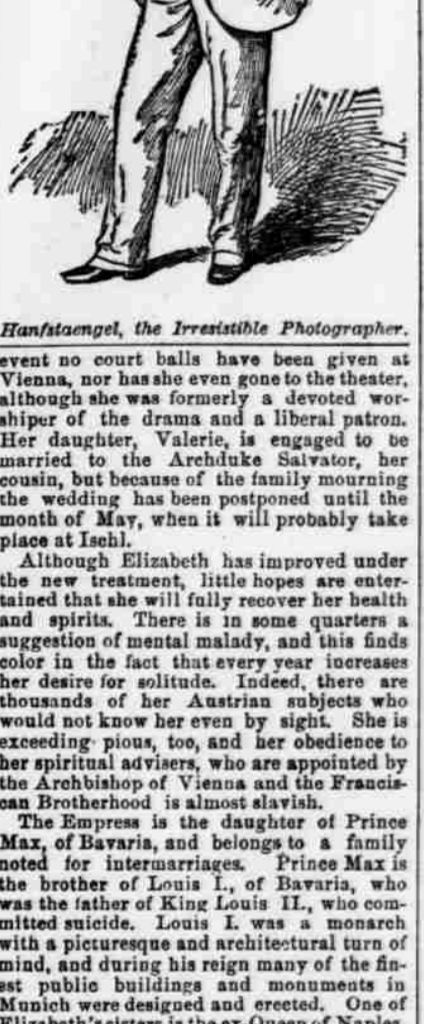 Hanfstaengel, the Irresistible Photographer.
event no court balls have been given at
Vienna, nor has she even gone to the theater,
although she was formerly a devoted wor-
shiper of the drama and a liberal patron.
Her daughter, Valerie, is engaged to be
married to the Archduke Salvator, her
cousin, but because of the family mourning
the wedding has been postponed until the
month of May, when it will probably take
place at Ischl.
Although Elizabeth has improved under
the new treatment, little hopes are enter-
tained that she will fully recover her health
and spirits. There is in some quarters a
suggestion of mental malady, and this finds
color in the fact that every year increases
her desire for solitude. Indeed, there are
thousands of her Austrian subjects who
would not know her even by sight. She is
exceeding pious, too, and her obedience to
her spiritual advisers, who are appointed by
the Archbishop of Vienna and the Francis-
can Brotherhood is almost slavish.
The Empress is the daughter of Prince
Max, of Bavaria, and belongs to a family
noted for intermarriages. Prince Max is
the brother of Louis I., of Bavaria, who
was the father of King Louis II., who com-
mitted suicide. Louis I. was a monarch
with a picturesque and architectural turn of
mind, and during his reign many of the fin-
est public buildings and monuments in
Munich were designed and erected. One of
Elizabeth's sisters is the ex-Queen of Naples,